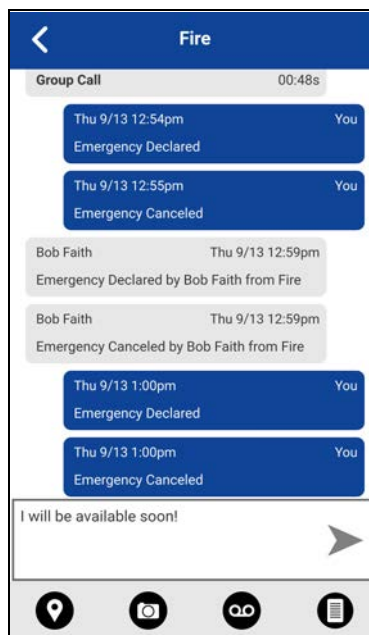 Fire
Group Call 00:48s
Thu 9/13 12:54pm You
Emergency Declared
Thu 9/13 12:55pm You
Emergency Canceled
Bob Faith Thu 9/13 12:59pm
Emergency Declared by Bob Faith from Fire
Bob Faith Thu 9/13 12:59pm
Emergency Canceled by Bob Faith from Fire
Thu 9/13 1:00pm You
Emergency Declared
Thu 9/13 1:00pm You
Emergency Canceled
I will be available soon!